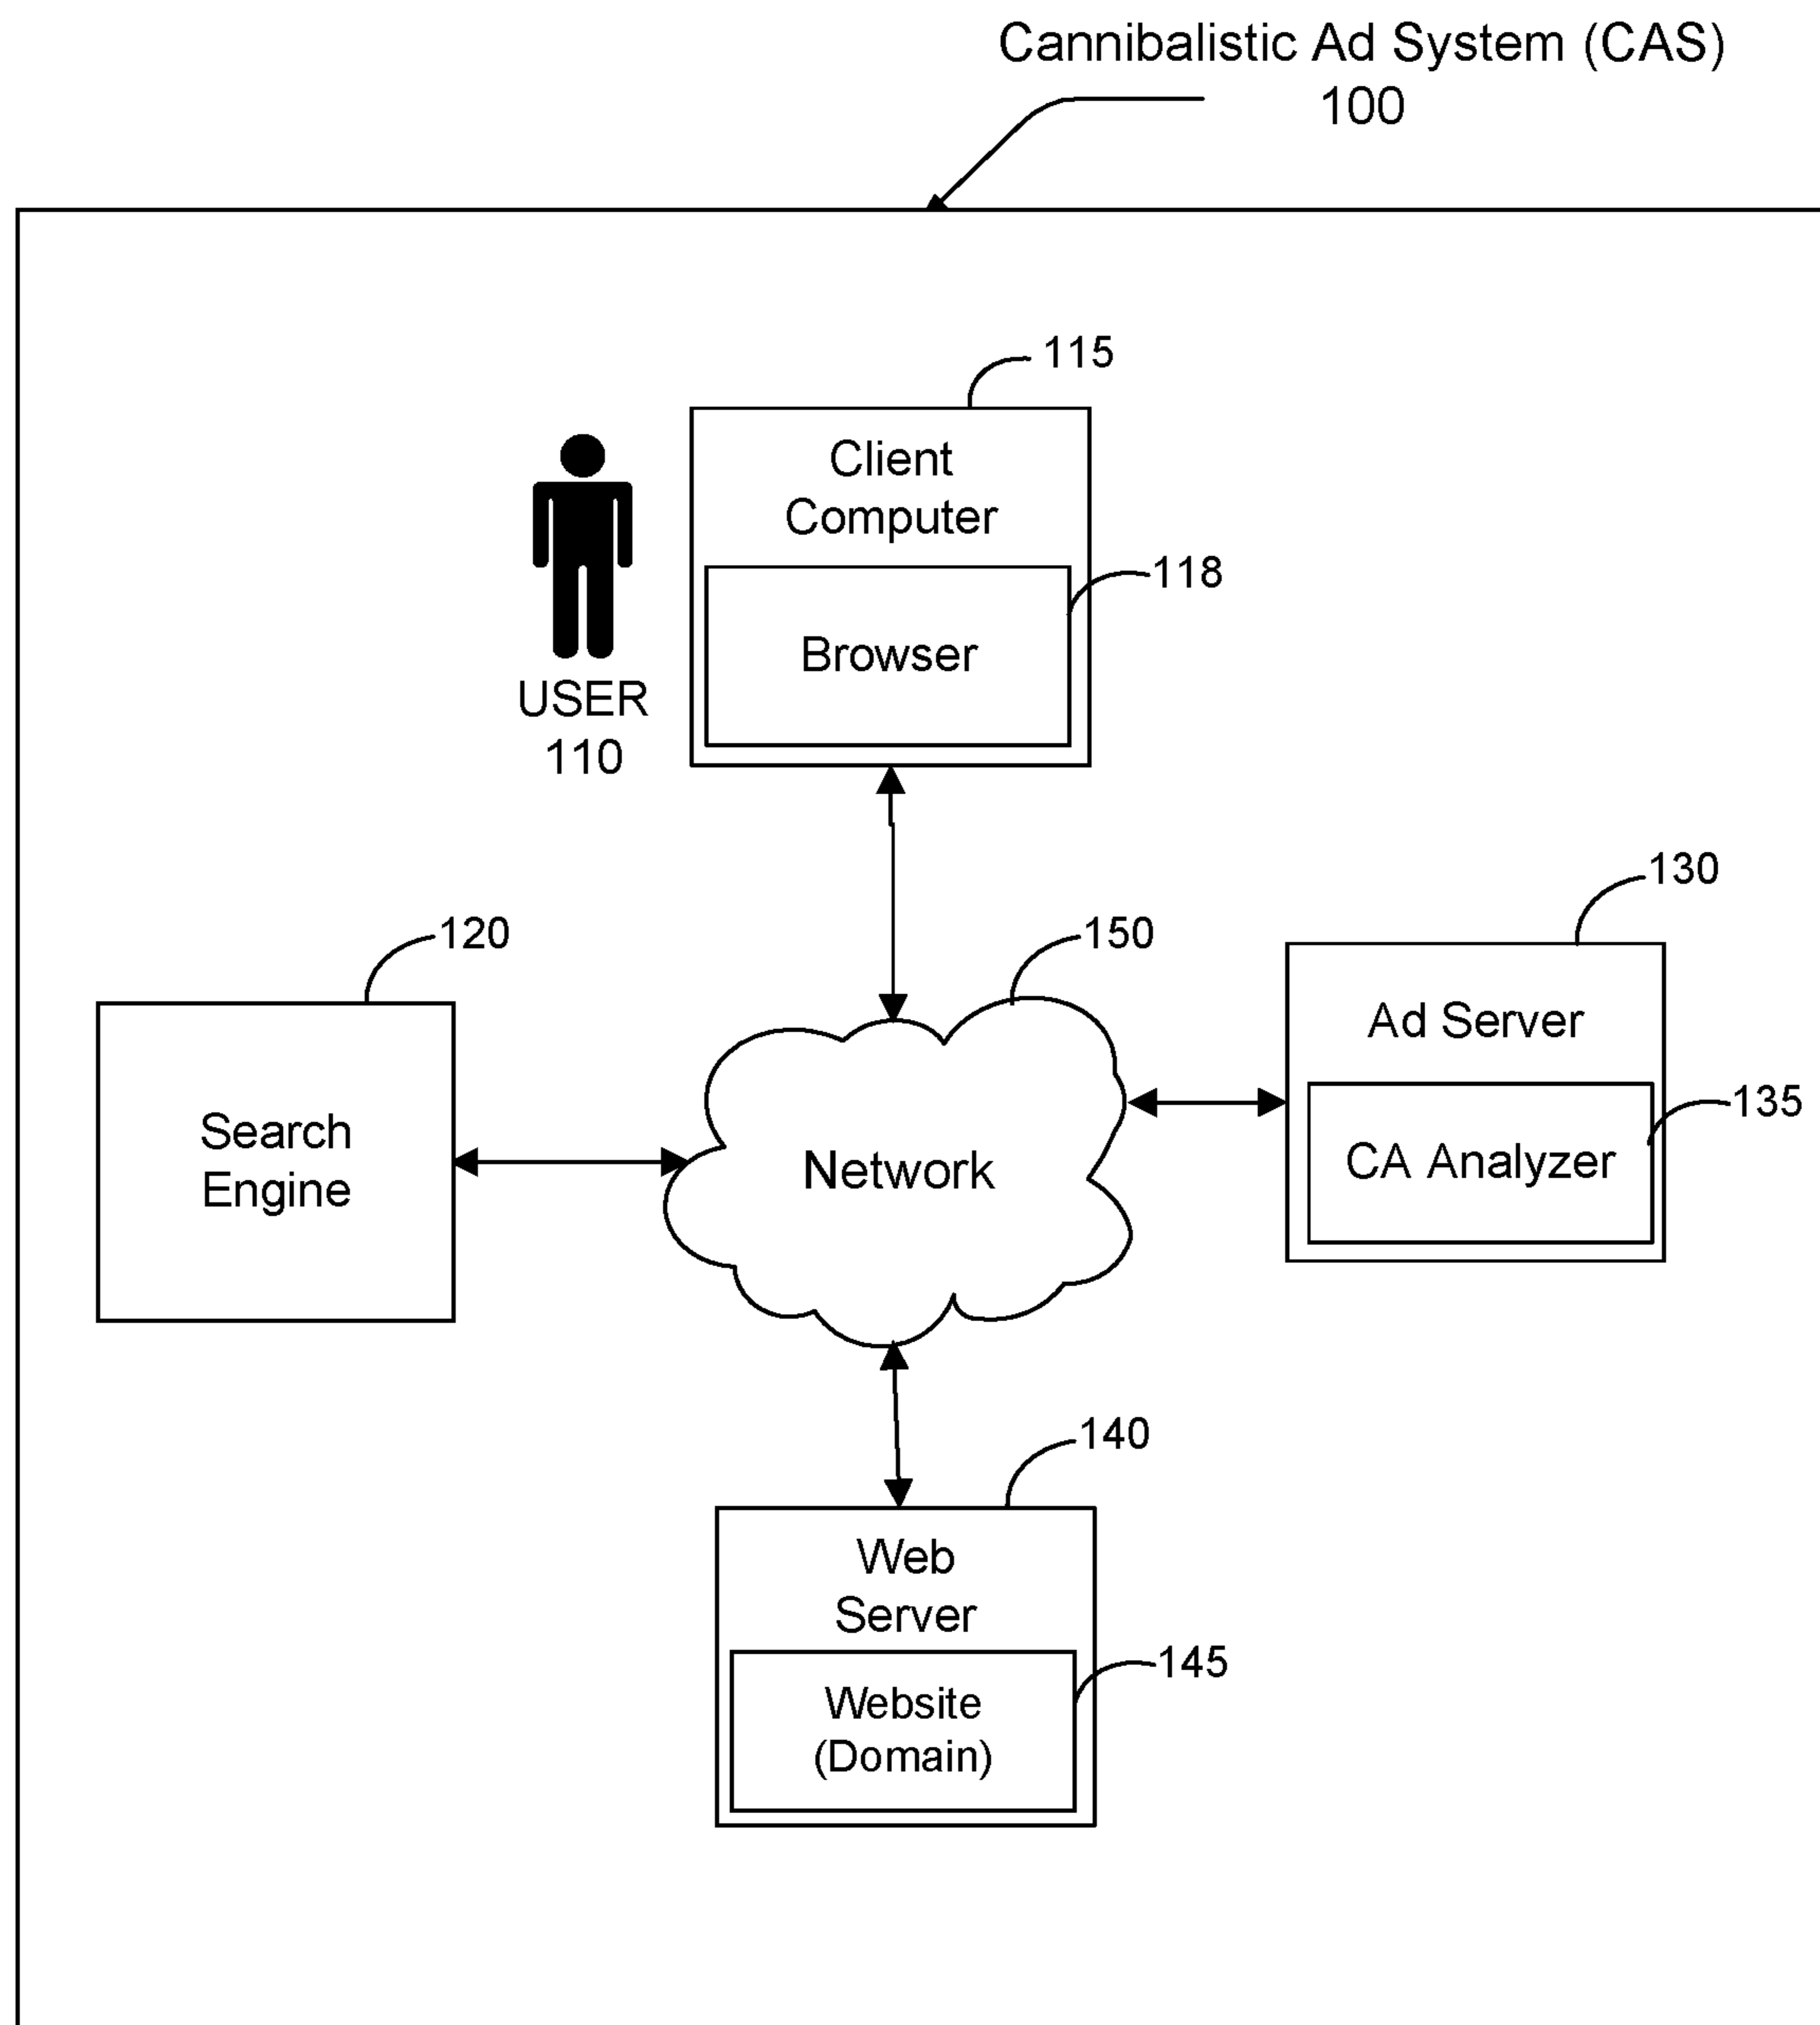 Cannibalistic Ad System (CAS)
100
115
Client
Computer
118
Browser
USER
110
130
120
150
Ad Server
Search
Engine
Network
135
CA Analyzer
140
Web
Server
145
Website
(Domain)